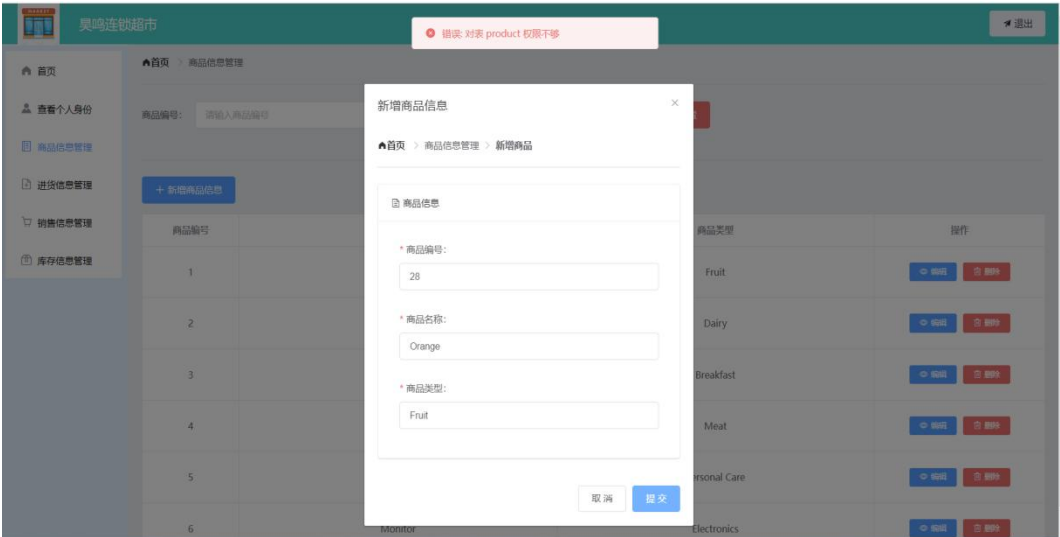 MARKET
昊鸣连锁超市
错误: 对表 product 权限不够
退出
首页
查看个人身份
商品信息管理
进货信息管理
销售信息管理
库存信息管理
首页 > 商品信息管理
商品编号: 请输入商品编号
+ 新增商品信息
新增商品信息 ×
首页 > 商品信息管理 > 新增商品
商品信息
* 商品编号:
28
* 商品名称:
Orange
* 商品类型:
Fruit
取消 提交
商品编号 商品类型 操作
1 Fruit 编辑 删除
2 Dairy 编辑 删除
3 Breakfast 编辑 删除
4 Meat 编辑 删除
5 ersonal Care 编辑 删除
6 Monitor Electronics 编辑 删除